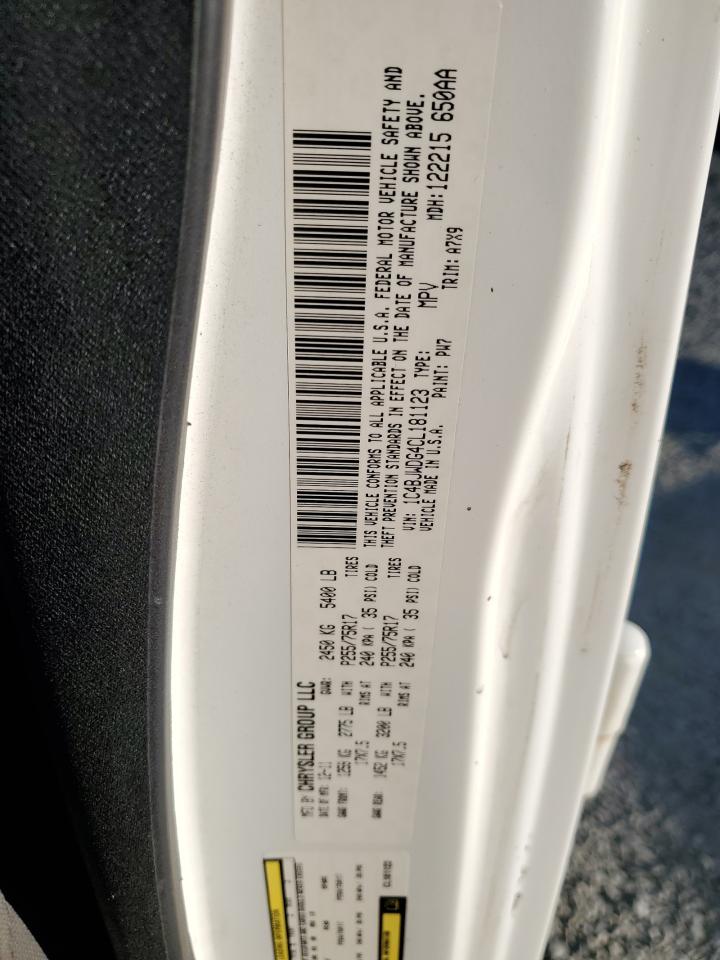 MFD BY: CHRYSLER GROUP LLC
DATE OF MFR: 12-11 GVWR: 2450 KG 5400 LB
GAWR FRONT: 1256 KG 2775 LB WITH P255/75R17 TIRES
17X7.5 RIMS AT 240 KPA ( 35 PSI) COLD
GAWR REAR: 1452 KG 3200 LB WITH P255/75R17 TIRES
17X7.5 RIMS AT 240 KPA ( 35 PSI) COLD
THIS VEHICLE CONFORMS TO ALL APPLICABLE U.S.A. FEDERAL MOTOR VEHICLE SAFETY AND
THEFT PREVENTION STANDARDS IN EFFECT ON THE DATE OF MANUFACTURE SHOWN ABOVE.
VIN: 1C4BJWDG4CL181123 TYPE: MPV MDH:122215 650AA
VEHICLE MADE IN U.S.A. PAINT: PW7 TRIM: A7X9
CL181123